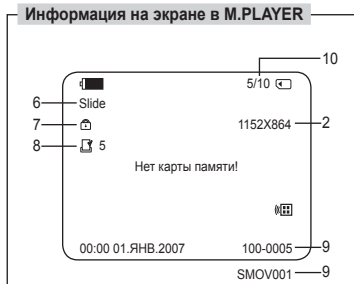 Информация на экране в M.PLAYER
10
5/10
6 Slide
7
1152X864 2
8 5
Нет карты памяти!
00:00 01.ЯНВ.2007 100-0005 9
SMOV001 9